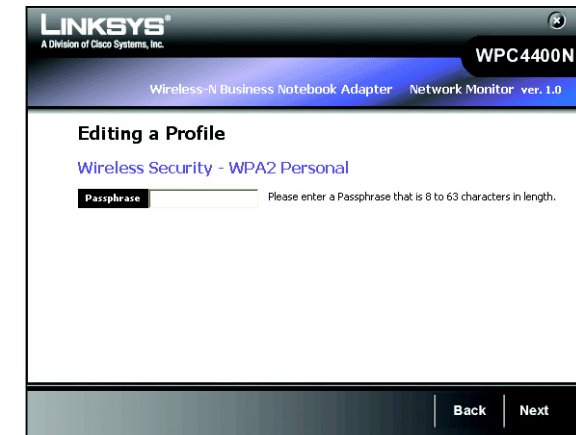 LINKSYS®
A Division of Cisco Systems, Inc.
WPC4400N
Wireless-N Business Notebook Adapter Network Monitor ver. 1.0
Editing a Profile
Wireless Security - WPA2 Personal
Passphrase Please enter a Passphrase that is 8 to 63 characters in length.
Back Next